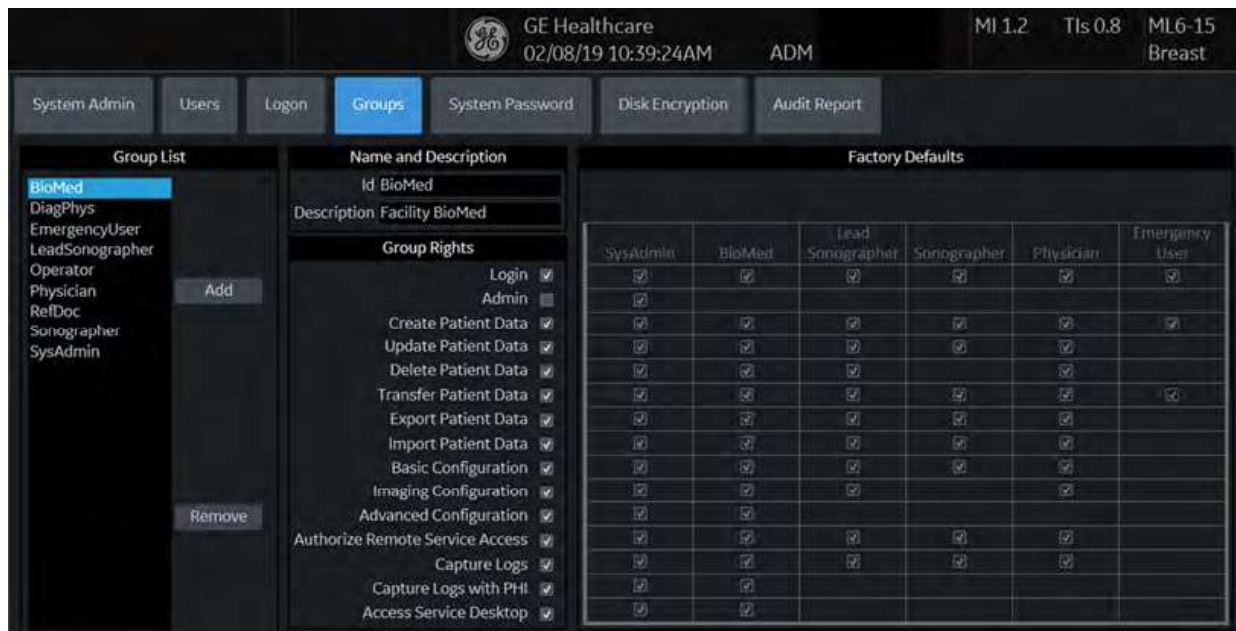 GE Healthcare
02/08/19 10:39:24AM ADM
MI 1.2 TIs 0.8 ML6-15
Breast
System Admin Users Logon Groups System Password Disk Encryption Audit Report
Group List
BioMed
DiagPhys
EmergencyUser
LeadSonographer
Operator
Physician
RefDoc
Sonographer
SysAdmin
Add
Remove
Name and Description
Id BioMed
Description Facility BioMed
Group Rights
Login
Admin
Create Patient Data
Update Patient Data
Delete Patient Data
Transfer Patient Data
Export Patient Data
Import Patient Data
Basic Configuration
Imaging Configuration
Advanced Configuration
Authorize Remote Service Access
Capture Logs
Capture Logs with PHI
Access Service Desktop
Factory Defaults
SysAdmin BioMed Lead Sonographer Sonographer Physician Emergency User